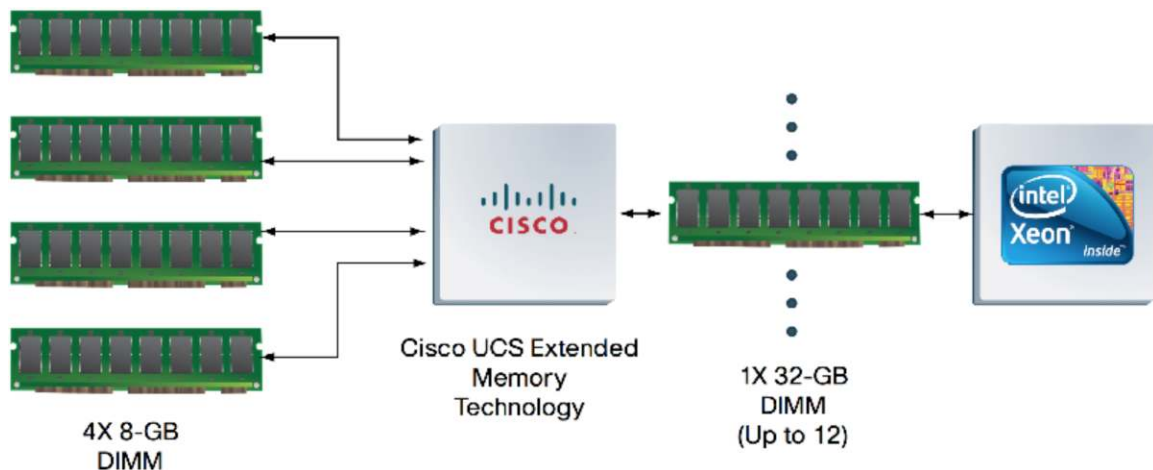 CISCO
intel
Xeon
inside™
Cisco UCS Extended
Memory
Technology
1X 32-GB
DIMM
(Up to 12)
4X 8-GB
DIMM